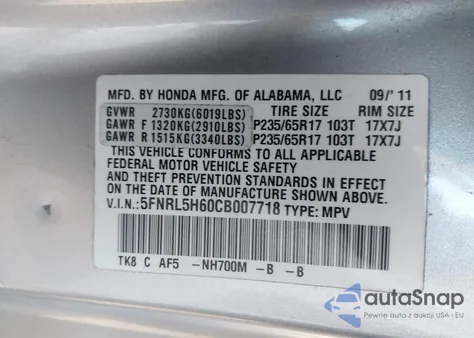 MFD. BY HONDA MFG. OF ALABAMA, LLC 09/' 11
GVWR 2730KG(6019LBS) TIRE SIZE RIM SIZE
GAWR F 1320KG(2910LBS) P235/65R17 103T 17X7J
GAWR R 1515KG(3340LBS) P235/65R17 103T 17X7J
THIS VEHICLE CONFORMS TO ALL APPLICABLE
FEDERAL MOTOR VEHICLE SAFETY
AND THEFT PREVENTION STANDARDS IN EFFECT
ON THE DATE OF MANUFACTURE SHOWN ABOVE.
V.I.N.: 5FNRL5H60CB007718 TYPE: MPV
TK8 C AF5 -NH700M -B -B
autoSnap
Pewne auto z aukcji USA i EU